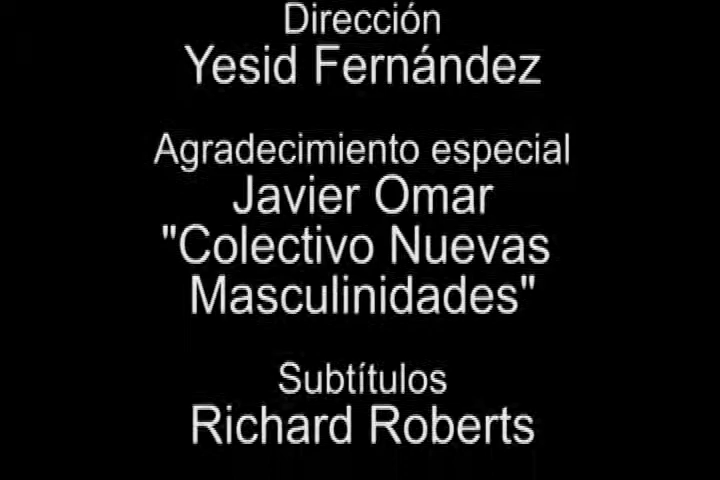 Dirección
Yesid Fernández
Agradecimiento especial
Javier Omar
"Colectivo Nuevas
Masculinidades"
Subtítulos
Richard Roberts